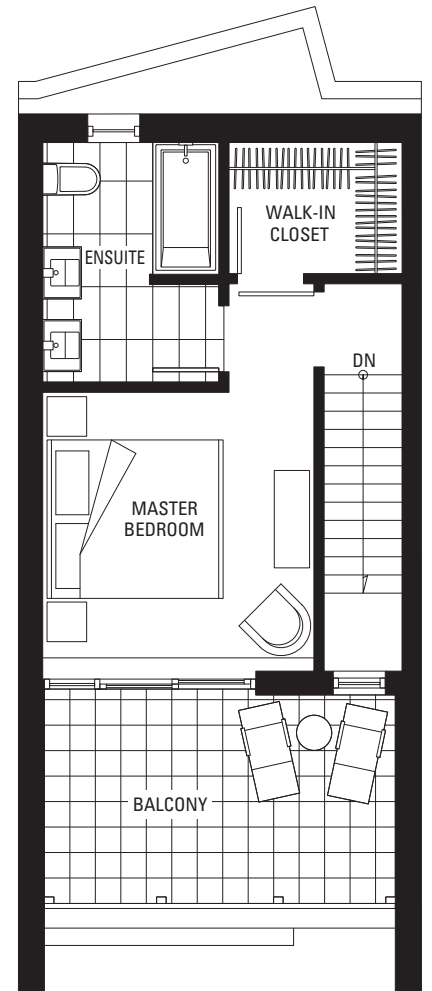 WALK-IN
CLOSET
ENSUITE
DN
MASTER
BEDROOM
BALCONY